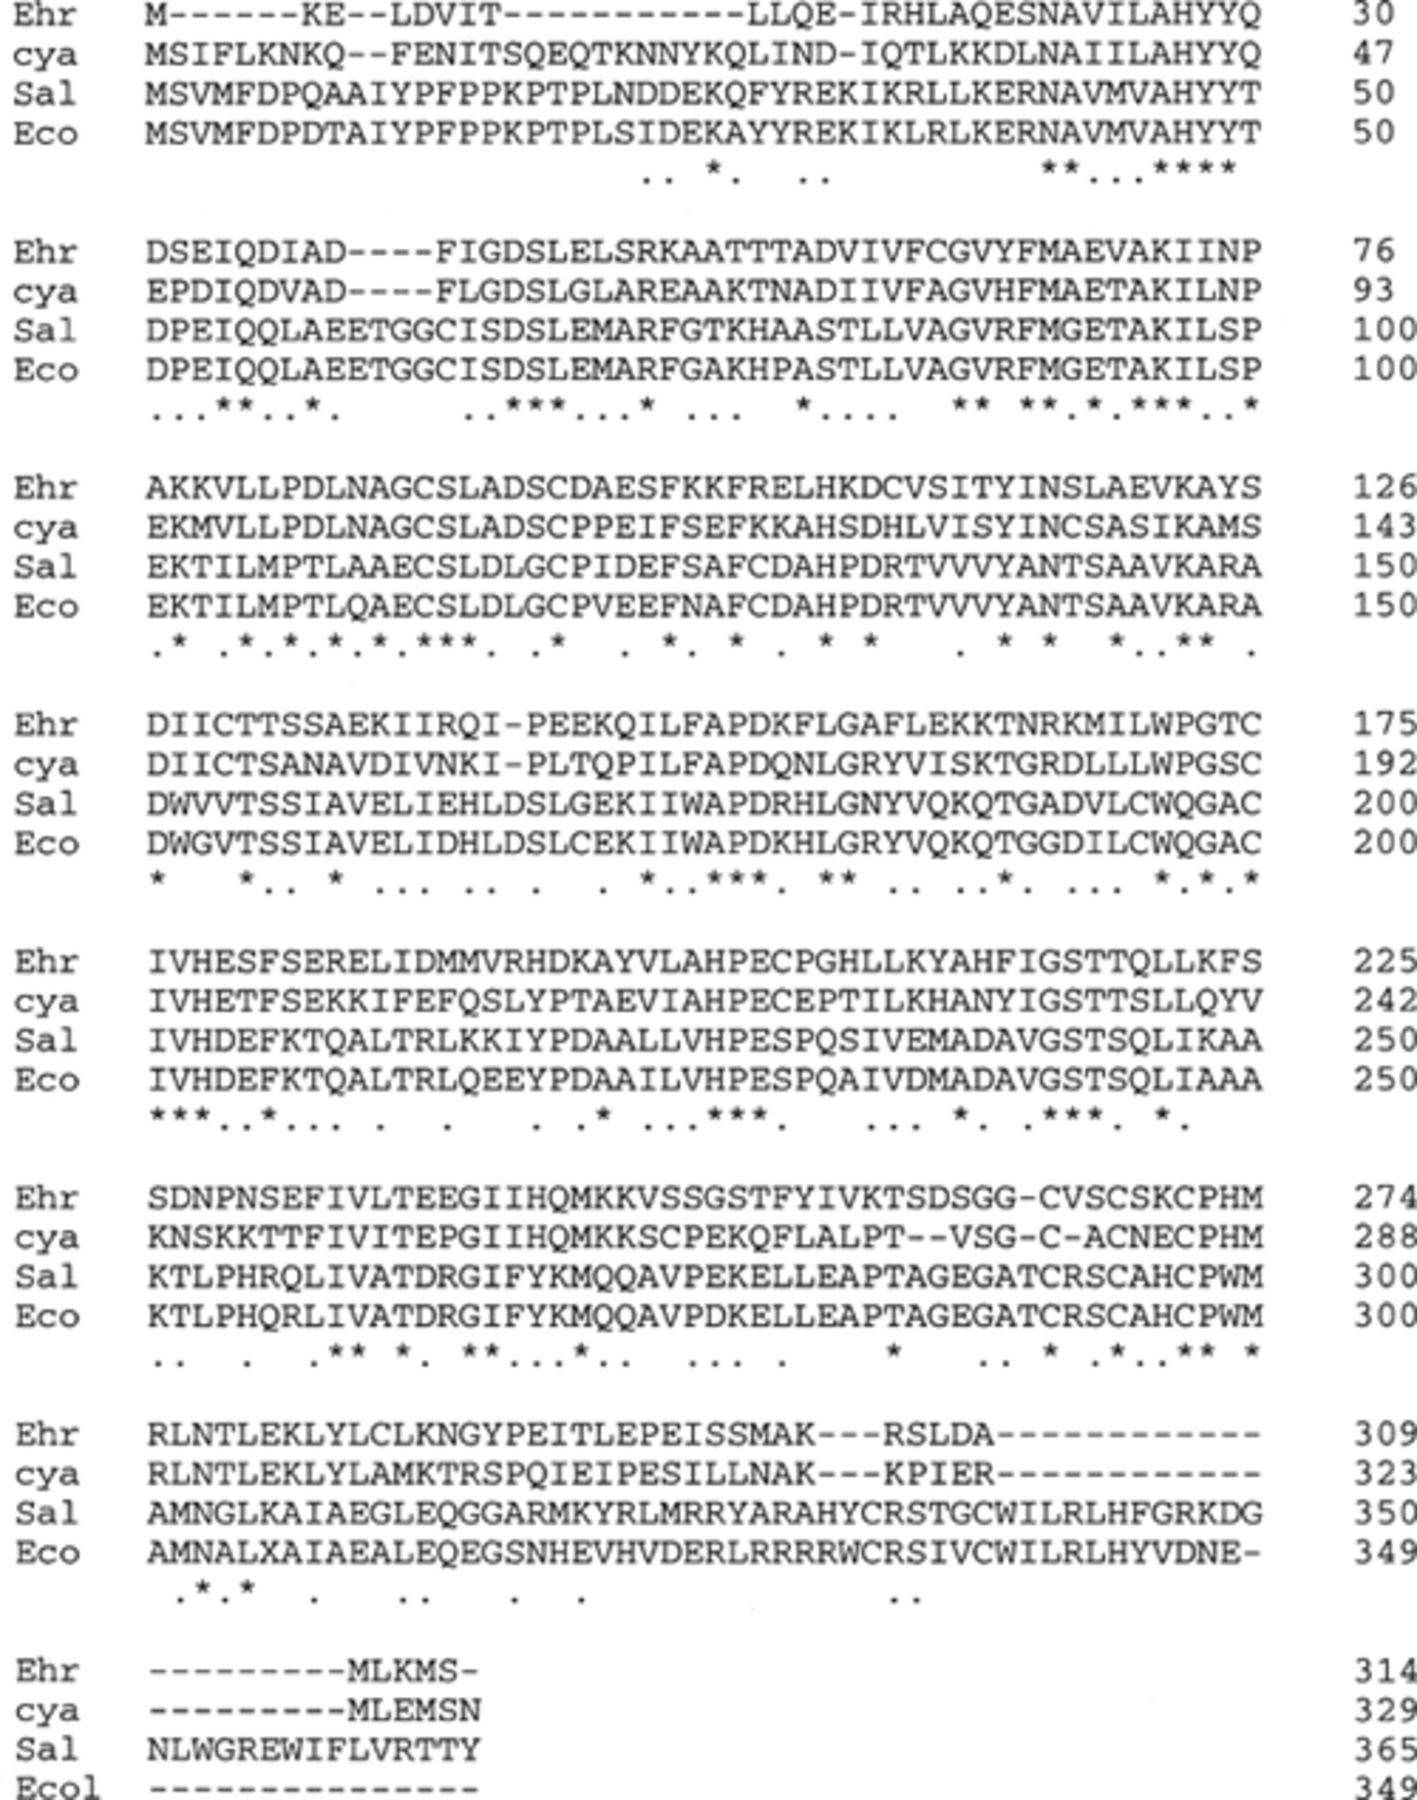 Ehr M------KE--LDVIT-----------LLQE-IRHLAQESNAVILAHYYQ 30
cya MSIFLKNKQ--FENITSQEQTKNNYKQLIND-IQTLKKDLNAIILAHYYQ 47
Sal MSVMFDPQAAIYPFPPKPTPLNDDEKQFYREKIKRLLKERNAVMVAHYYT 50
Eco MSVMFDPDTAIYPFPPKPTPLSIDEKAYYREKIKLRLKERNAVMVAHYYT 50
.. *. .. **...****
Ehr DSEIQDIAD----FIGDSLELSRKAATTTADVIVFCGVYFMAEVAKIINP 76
cya EPDIQDVAD----FLGDSLGLAREAAKTNADIIVFAGVHFMAETAKILNP 93
Sal DPEIQQLAEETGGCISDSLEMARFGTKHAASTLLVAGVRFMGETAKILSP 100
Eco DPEIQQLAEETGGCISDSLEMARFGAKHPASTLLVAGVRFMGETAKILSP 100
...**..*. ..***...* ... *.... ** **.*.***..*
Ehr AKKVLLPDLNAGCSLADSCDAESFKKFRELHKDCVSITYINSLAEVKAYS 126
cya EKMVLLPDLNAGCSLADSCPPEIFSEFKKAHSDHLVISYINCSASIKAMS 143
Sal EKTILMPTLAAECSLDLGCPIDEFSAFCDAHPDRTVVVYANTSAAVKARA 150
Eco EKTILMPTLQAECSLDLGCPVEEFNAFCDAHPDRTVVVYANTSAAVKARA 150
.* .*.*.*.*.***. .* . *. * . * * . * * *..** .
Ehr DIICTTSSAEKIIRQI-PEEKQILFAPDKFLGAFLEKKTNRKMILWPGTC 175
cya DIICTSANAVDIVNKI-PLTQPILFAPDQNLGRYVISKTGRDLLLWPGSC 192
Sal DWVVTSSIAVELIEHLDSLGEKIIWAPDRHLGNYVQKQTGADVLCWQGAC 200
Eco DWGVTSSIAVELIDHLDSLCEKIIWAPDKHLGRYVQKQTGGDILCWQGAC 200
* *.. * ... .. . . *..***. ** .. ..*. ... *.*.*
Ehr IVHESFSERELIDMMVRHDKAYVLAHPECPGHLLKYAHFIGSTTQLLKFS 225
cya IVHETFSEKKIFEFQSLYPTAEVIAHPECEPTILKHANYIGSTTSLLQYV 242
Sal IVHDEFKTQALTRLKKIYPDAALLVHPESPQSIVEMADAVGSTSQLIKAA 250
Eco IVHDEFKTQALTRLQEEYPDAAILVHPESPQAIVDMADAVGSTSQLIAAA 250
***..*... . . . .* ...***. ... *. .***. *.
Ehr SDNPNSEFIVLTEEGIIHQMKKVSSGSTFYIVKTSDSGG-CVSCSKCPHM 274
cya KNSKKTTFIVITEPGIIHQMKKSCPEKQFLALPT--VSG-C-ACNECPHM 288
Sal KTLPHRQLIVATDRGIFYKMQQAVPEKELLEAPTAGEGATCRSCAHCPWM 300
Eco KTLPHQRLIVATDRGIFYKMQQAVPDKELLEAPTAGEGATCRSCAHCPWM 300
.. . .** *. **...*.. ... . * .. * .*..** *
Ehr RLNTLEKLYLCLKNGYPEITLEPEISSMAK---RSLDA------------ 309
cya RLNTLEKLYLAMKTRSPQIEIPESILLNAK---KPIER------------ 323
Sal AMNGLKAIAEGLEQGGARMKYRLMRRYARAHYCRSTGCWILRLHFGRKDG 350
Eco AMNALXAIAEALEQEGSNHEVHVDERLRRRRRWCRSIVCWILRLHYVDNE- 349
.*.* . .. . . ..
Ehr ---------MLKMS- 314
cya ---------MLEMSN 329
Sal NLWGREWIFLVRTTY 365
Ecol --------------- 349